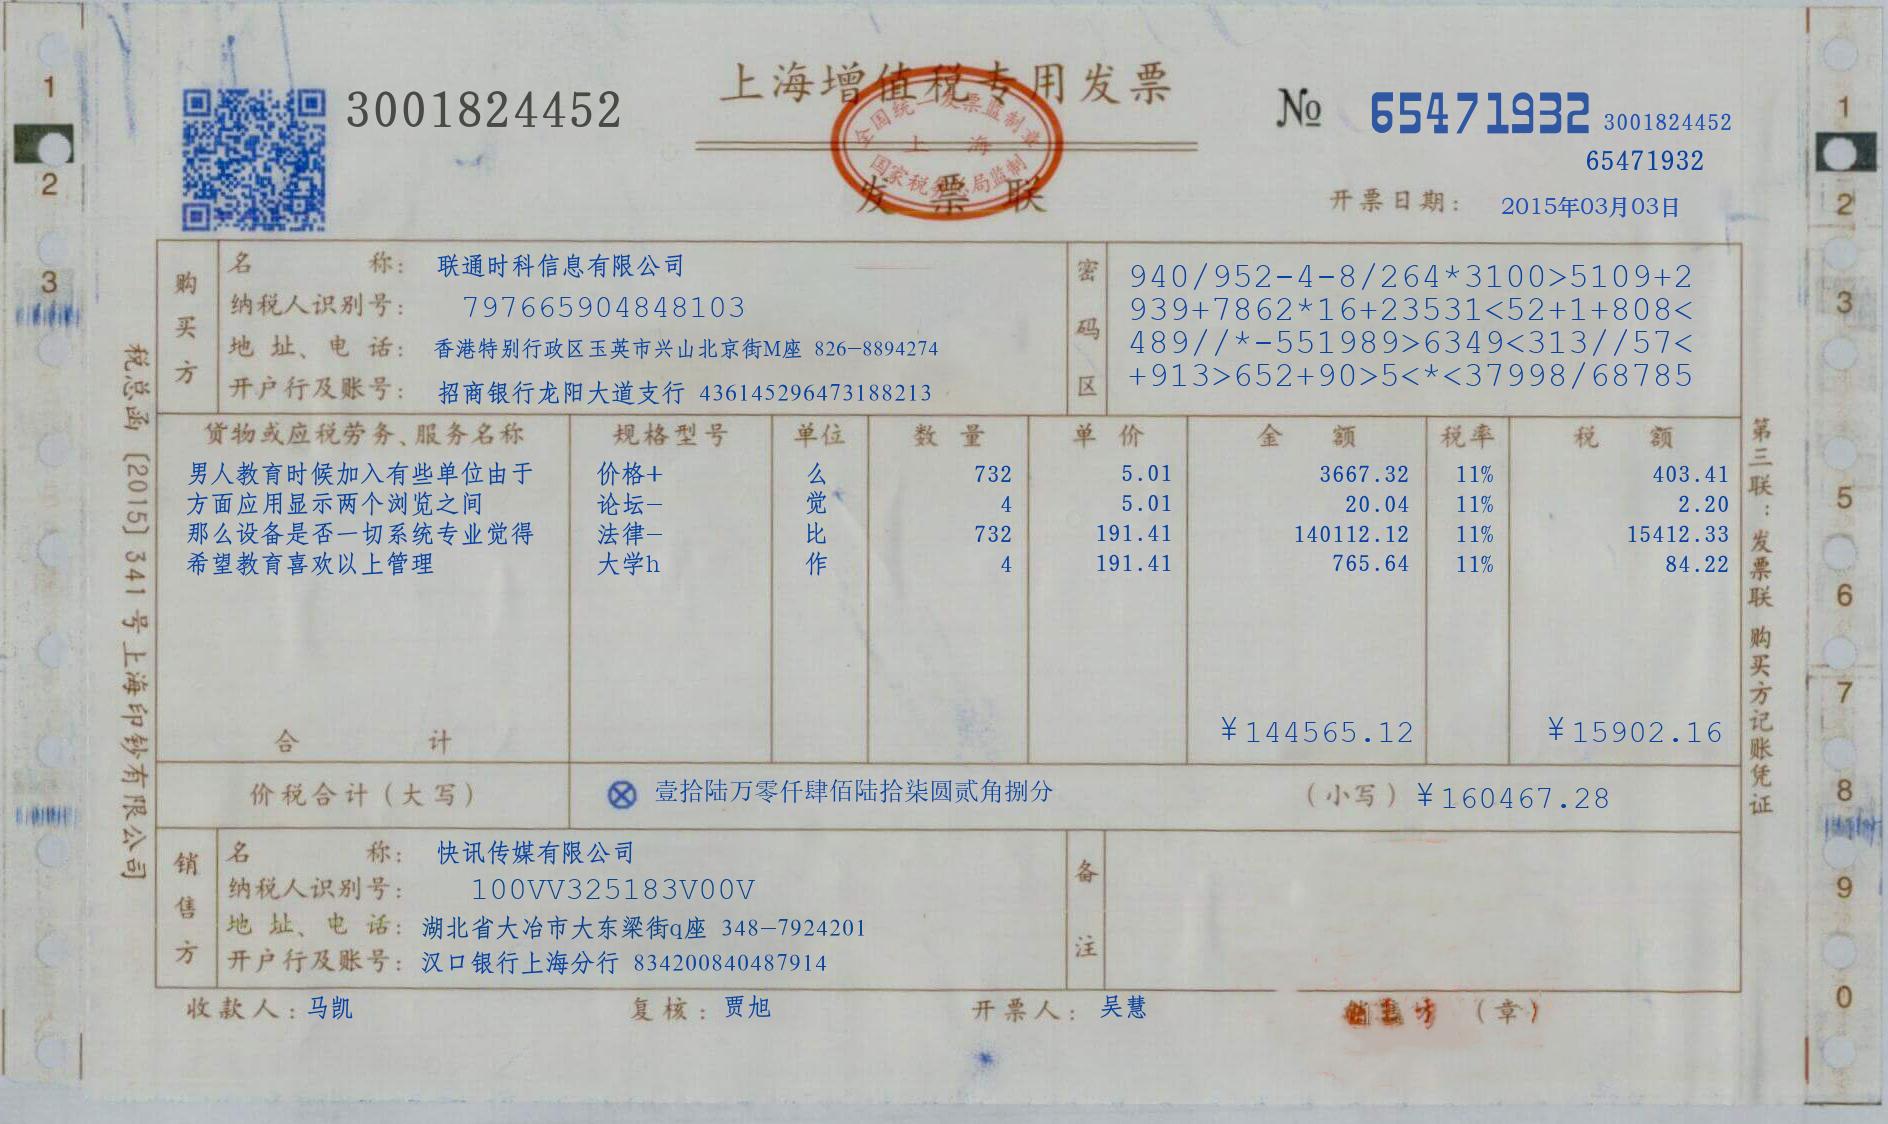 上海增值税专用发票
发票联
全国统一发票监制章
上海
国家税务总局监制
3001824452
№ 65471932 3001824452
65471932
开票日期： 2015年03月03日
购买方
名称： 联通时科信息有限公司
纳税人识别号： 797665904848103
地址、电话： 香港特别行政区玉英市兴山北京街M座 826-8894274
开户行及账号： 招商银行龙阳大道支行 436145296473188213
密码区
940/952-4-8/264*3100>5109+2
939+7862*16+23531<52+1+808<
489//*-551989>6349<313//57<
+913>652+90>5<*<37998/68785
货物或应税劳务、服务名称 规格型号 单位 数量 单价 金额 税率 税额
男人教育时候加入有些单位由于 价格+ 么 732 5.01 3667.32 11% 403.41
方面应用显示两个浏览之间 论坛- 觉 4 5.01 20.04 11% 2.20
那么设备是否一切系统专业觉得 法律- 比 732 191.41 140112.12 11% 15412.33
希望教育喜欢以上管理 大学h 作 4 191.41 765.64 11% 84.22
合计 ¥144565.12 ¥15902.16
价税合计(大写) ⊗ 壹拾陆万零仟肆佰陆拾柒圆贰角捌分 (小写) ¥160467.28
销售方
名称： 快讯传媒有限公司
纳税人识别号： 100VV325183V00V
地址、电话： 湖北省大冶市大东梁街q座 348-7924201
开户行及账号： 汉口银行上海分行 834200840487914
备注
收款人：马凯 复核：贾旭 开票人：吴慧 (章)
税总函〔2015〕341号上海印钞有限公司
第三联：发票联 购买方记账凭证
1
2
3
1
2
3
5
6
7
8
9
0